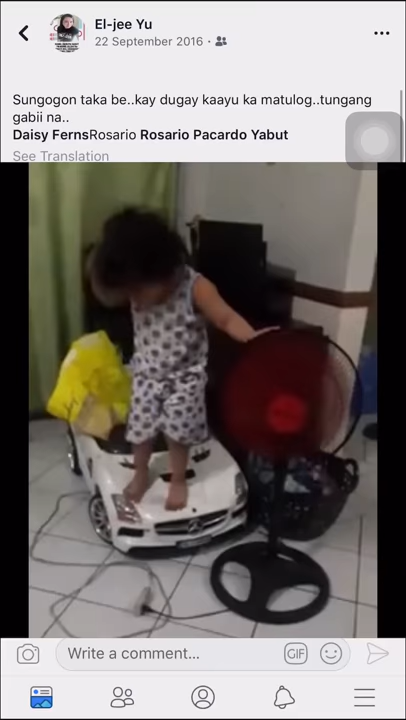 El-jee Yu
22 September 2016 ·
Sungogon taka be..kay dugay kaayu ka matulog..tungang
gabii na..
Daisy FernsRosario Rosario Pacardo Yabut
See Translation
Write a comment...
GIF